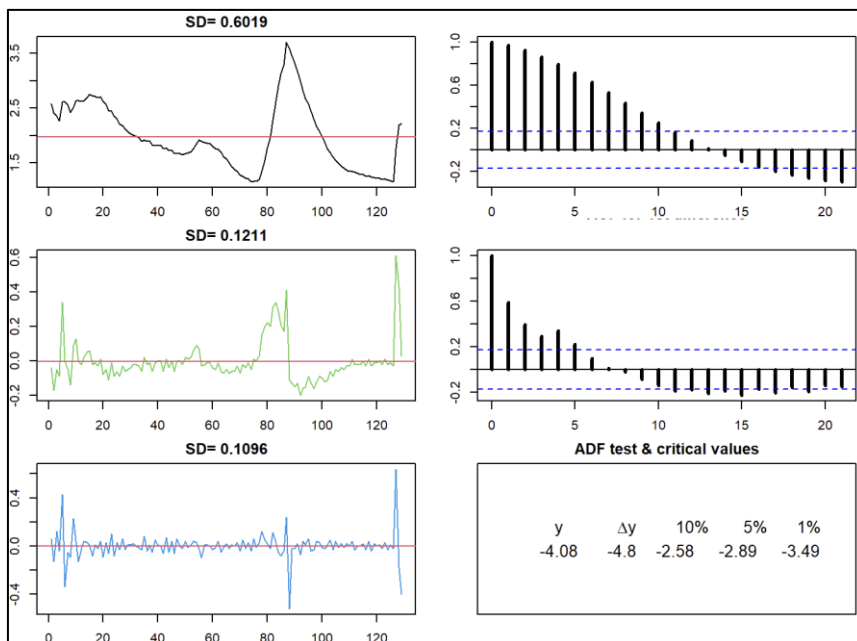 SD= 0.6019
1.5 2.5 3.5
0 20 40 60 80 100 120
-0.2 0.2 0.6 1.0
0 5 10 15 20
SD= 0.1211
-0.2 0.0 0.2 0.4 0.6
0 20 40 60 80 100 120
-0.2 0.2 0.6 1.0
0 5 10 15 20
SD= 0.1096
-0.4 0.0 0.4
0 20 40 60 80 100 120
ADF test & critical values
y Δy 10% 5% 1%
-4.08 -4.8 -2.58 -2.89 -3.49